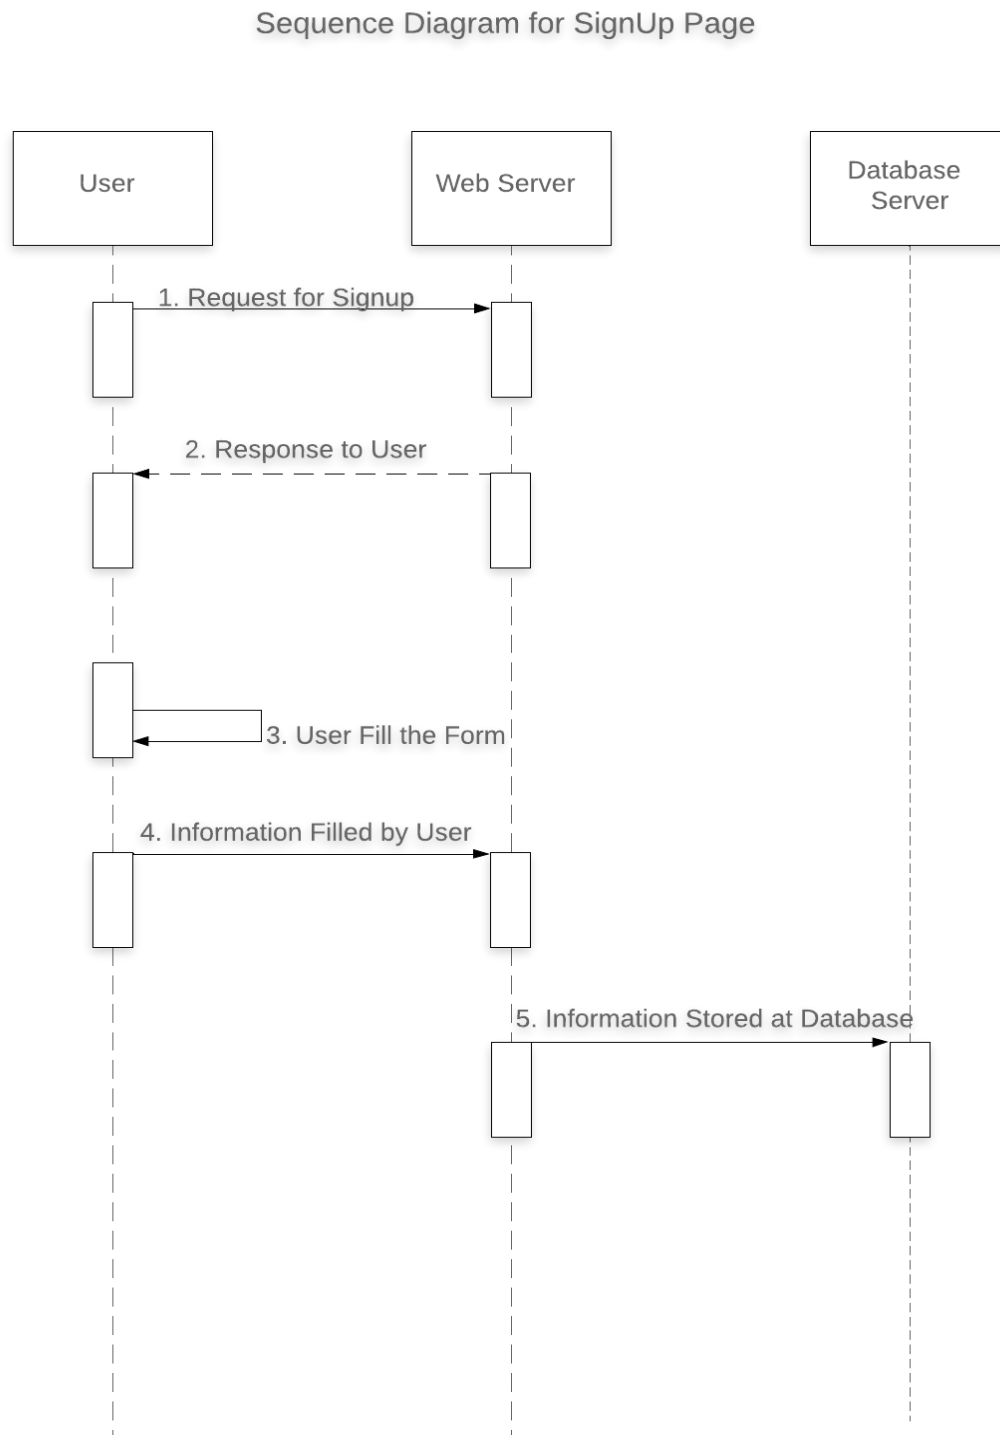 Sequence Diagram for SignUp Page
User
Web Server
Database
Server
1. Request for Signup
2. Response to User
3. User Fill the Form
4. Information Filled by User
5. Information Stored at Database